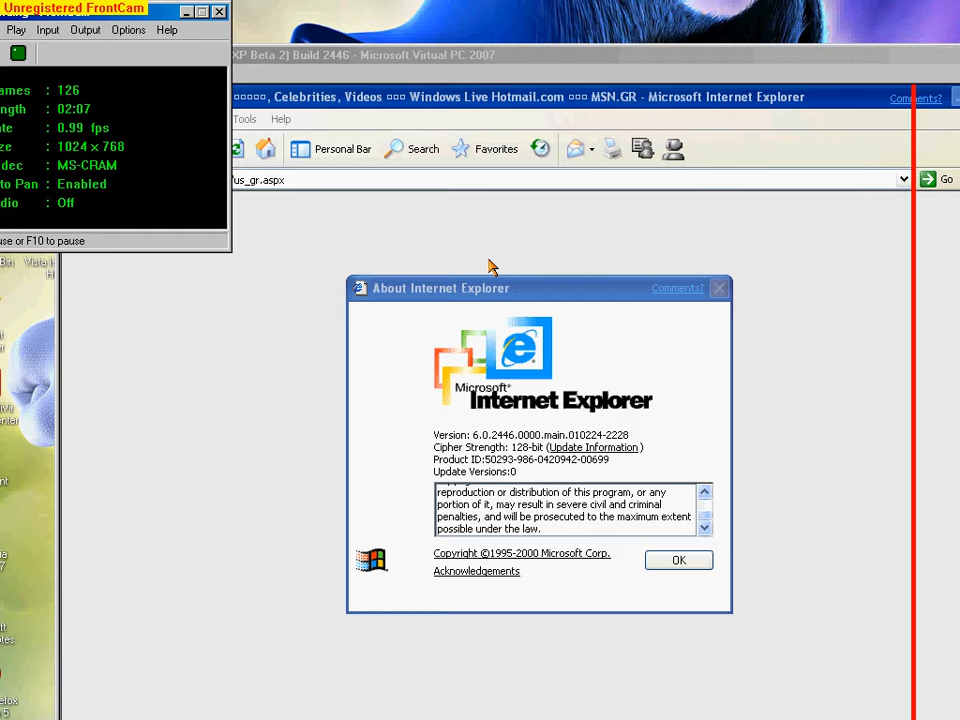 Unregistered FrontCam
Play Input Output Options Help
ames : 126
ngth : 02:07
ate : 0.99 fps
ze : 1024 x 768
dec : MS-CRAM
to Pan : Enabled
dio : Off
use or F10 to pause
XP Beta 2] Build 2446 - Microsoft Virtual PC 2007
, Celebrities, Videos ¤¤¤ Windows Live Hotmail.com ¤¤¤ MSN.GR - Microsoft Internet Explorer
Comments?
Tools Help
Personal Bar Search Favorites
us_gr.aspx
Go
Bin Vista I
About Internet Explorer
Comments?
Microsoft®
Internet Explorer
Version: 6.0.2446.0000.main.010224-2228
Cipher Strength: 128-bit (Update Information)
Product ID:50293-986-0420942-00699
Update Versions:0
reproduction or distribution of this program, or any
portion of it, may result in severe civil and criminal
penalties, and will be prosecuted to the maximum extent
possible under the law.
Copyright ©1995-2000 Microsoft Corp.
OK
Acknowledgements